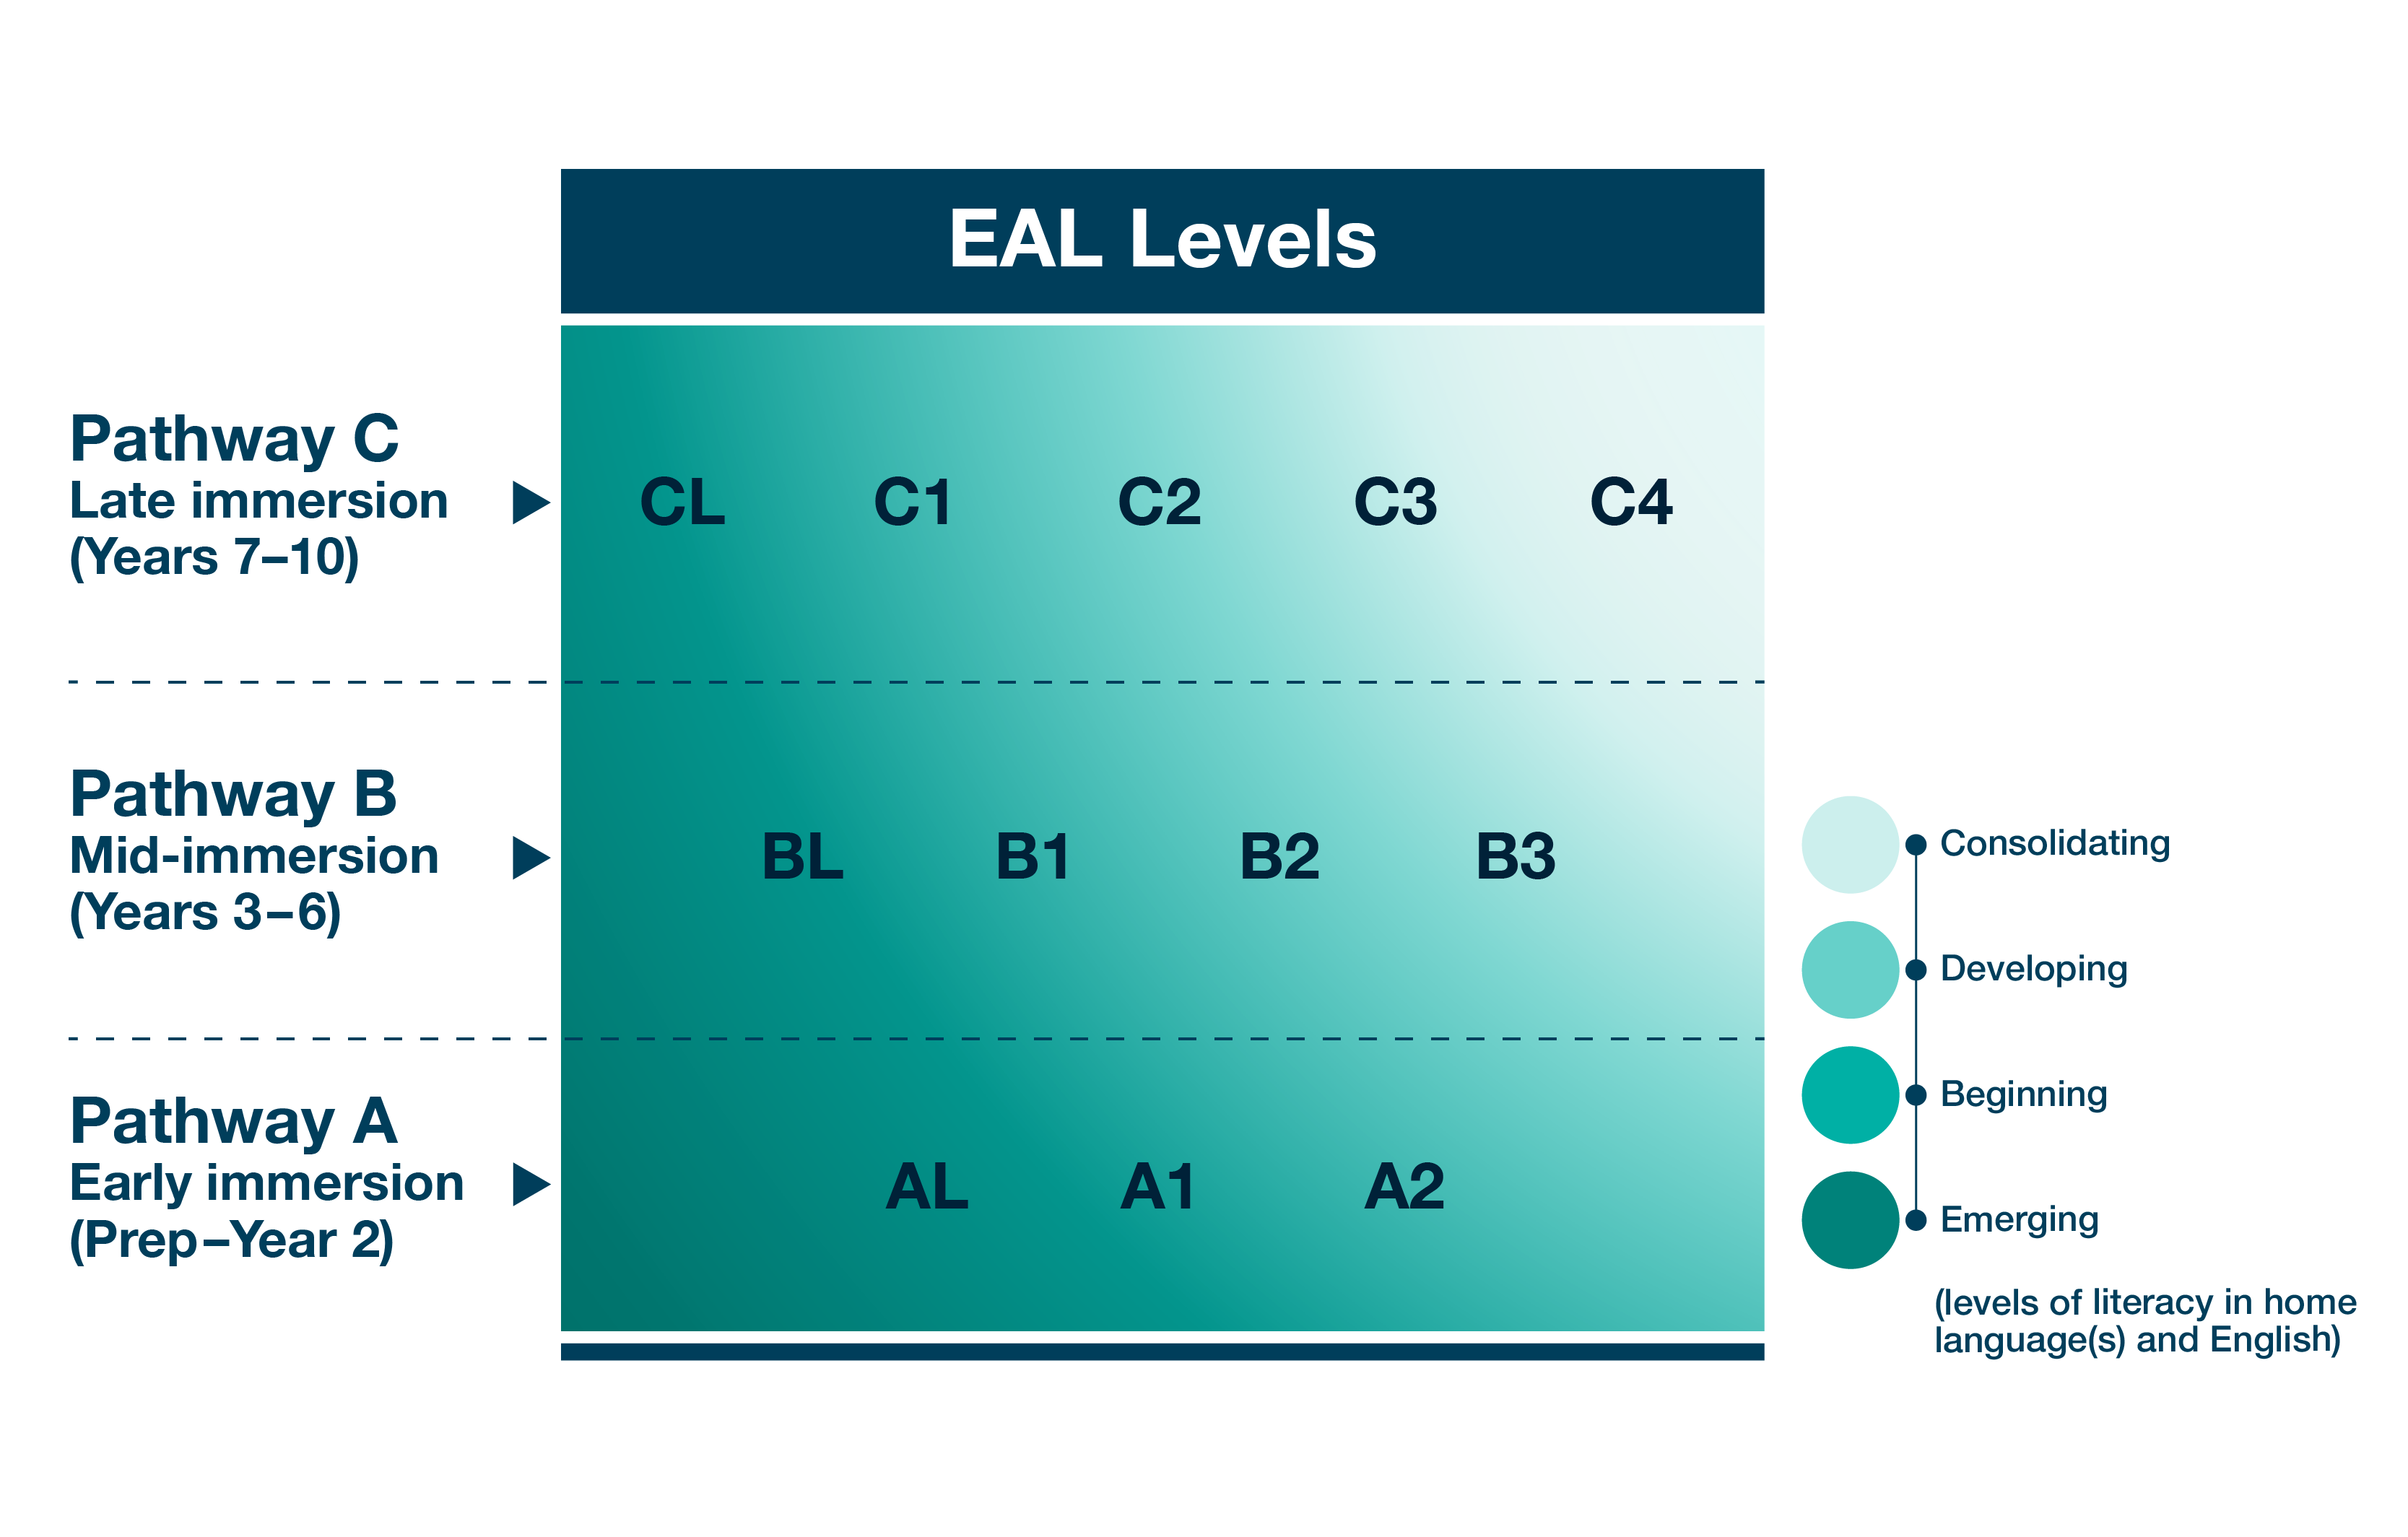 EAL Levels
Pathway C
Late immersion
(Years 7–10)
CL C1 C2 C3 C4
Pathway B
Mid-immersion
(Years 3–6)
BL B1 B2 B3
Pathway A
Early immersion
(Prep–Year 2)
AL A1 A2
Consolidating
Developing
Beginning
Emerging
(levels of literacy in home
language(s) and English)